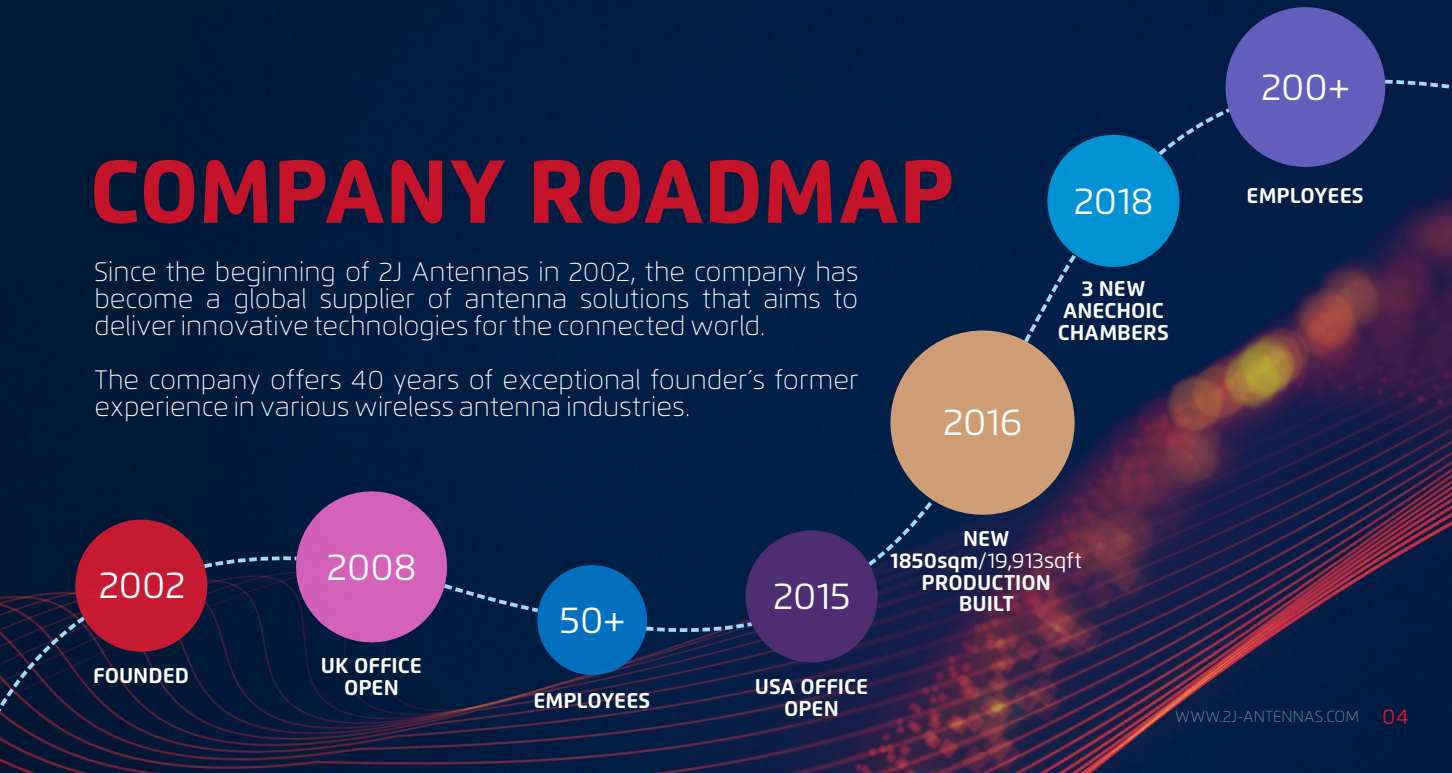 COMPANY ROADMAP
Since the beginning of 2J Antennas in 2002, the company has
become a global supplier of antenna solutions that aims to
deliver innovative technologies for the connected world.
The company offers 40 years of exceptional founder´s former
experience in various wireless antenna industries.
2002
FOUNDED
2008
UK OFFICE
OPEN
50+
EMPLOYEES
2015
USA OFFICE
OPEN
2016
NEW
1850sqm/19,913sqft
PRODUCTION
BUILT
2018
3 NEW
ANECHOIC
CHAMBERS
200+
EMPLOYEES
WWW.2J-ANTENNAS.COM 04